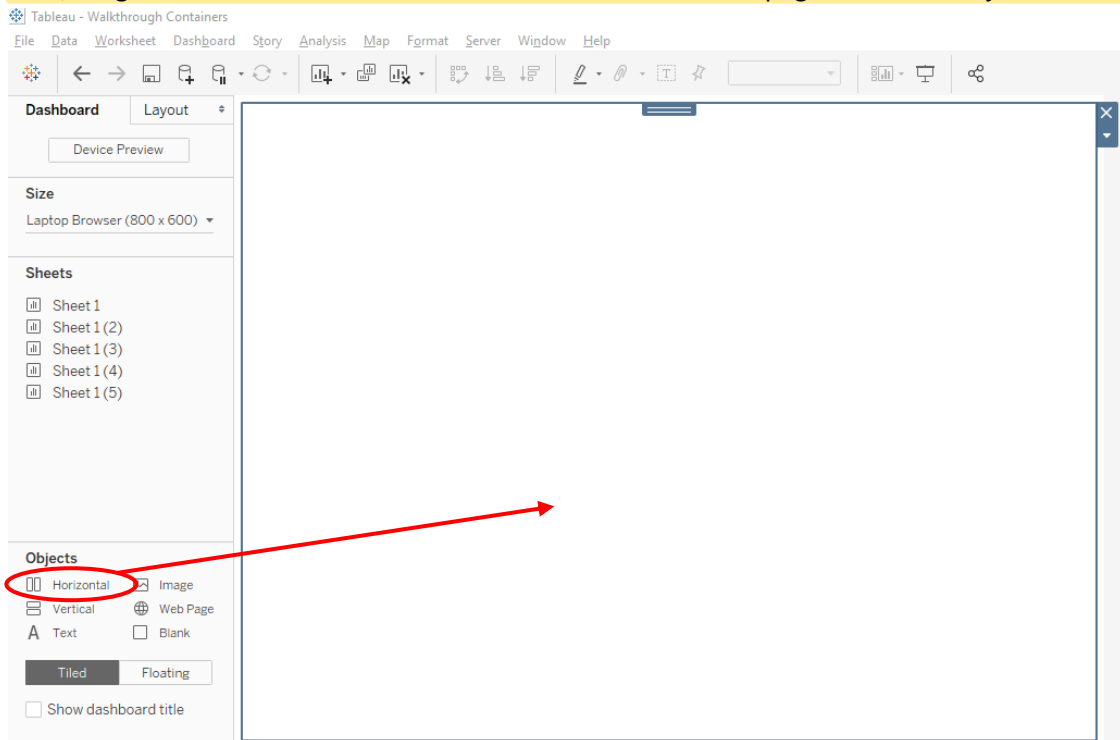 Tableau - Walkthrough Containers
File Data Worksheet Dashboard Story Analysis Map Format Server Window Help
Dashboard Layout
Device Preview
Size
Laptop Browser (800 x 600)
Sheets
Sheet 1
Sheet 1 (2)
Sheet 1 (3)
Sheet 1 (4)
Sheet 1 (5)
Objects
Horizontal Image
Vertical Web Page
A Text Blank
Tiled Floating
Show dashboard title